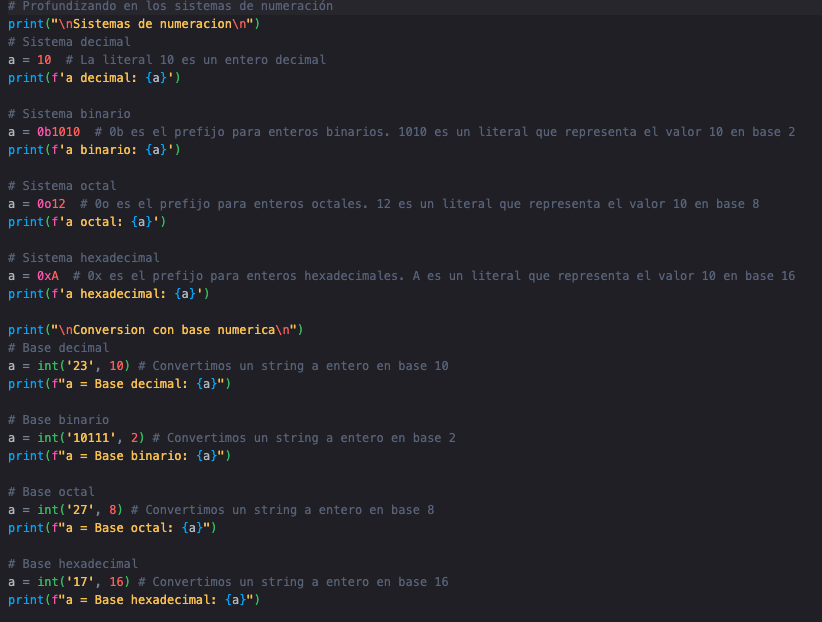 # Profundizando en los sistemas de numeración
print("\nSistemas de numeracion\n")
# Sistema decimal
a = 10  # La literal 10 es un entero decimal
print(f'a decimal: {a}')

# Sistema binario
a = 0b1010  # 0b es el prefijo para enteros binarios. 1010 es un literal que representa el valor 10 en base 2
print(f'a binario: {a}')

# Sistema octal
a = 0o12  # 0o es el prefijo para enteros octales. 12 es un literal que representa el valor 10 en base 8
print(f'a octal: {a}')

# Sistema hexadecimal
a = 0xA  # 0x es el prefijo para enteros hexadecimales. A es un literal que representa el valor 10 en base 16
print(f'a hexadecimal: {a}')

print("\nConversion con base numerica\n")
# Base decimal
a = int('23', 10) # Convertimos un string a entero en base 10
print(f"a = Base decimal: {a}")

# Base binario
a = int('10111', 2) # Convertimos un string a entero en base 2
print(f"a = Base binario: {a}")

# Base octal
a = int('27', 8) # Convertimos un string a entero en base 8
print(f"a = Base octal: {a}")

# Base hexadecimal
a = int('17', 16) # Convertimos un string a entero en base 16
print(f"a = Base hexadecimal: {a}")